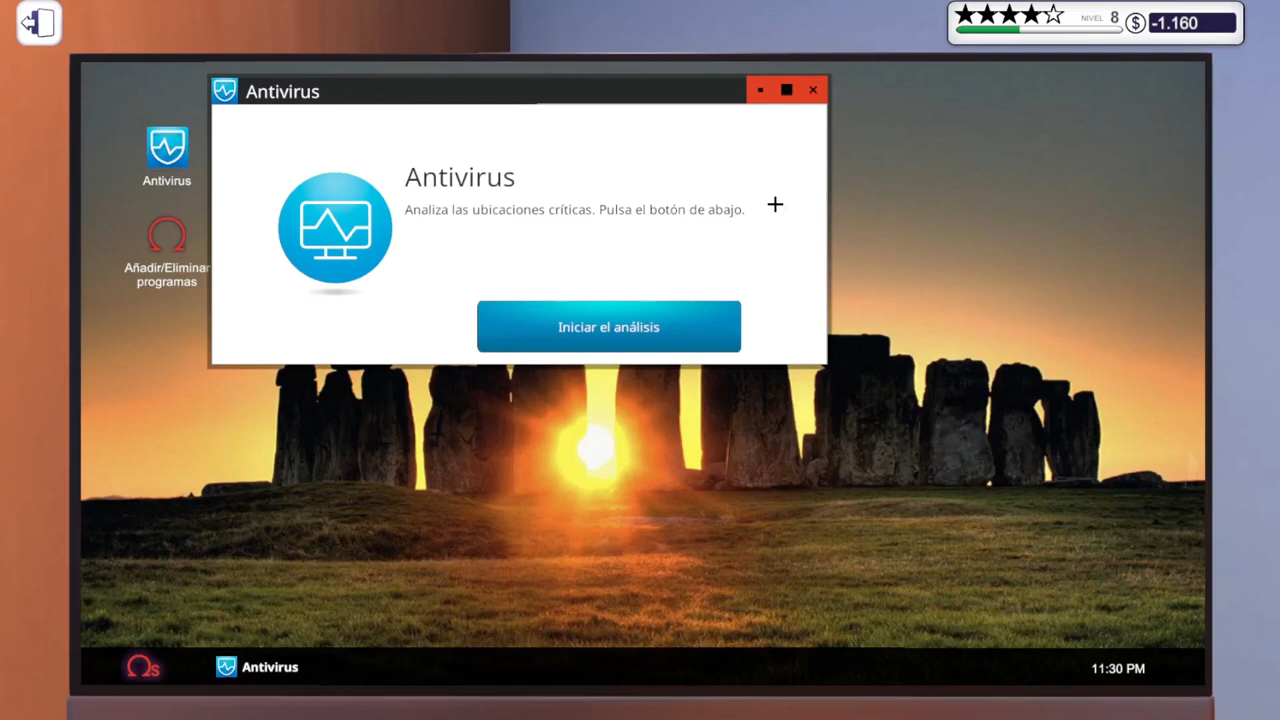 NIVEL 8
$ -1.160
Antivirus
Antivirus
Antivirus
Analiza las ubicaciones críticas. Pulsa el botón de abajo.
Añadir/Eliminar
programas
Iniciar el análisis
Ωs
Antivirus
11:30 PM